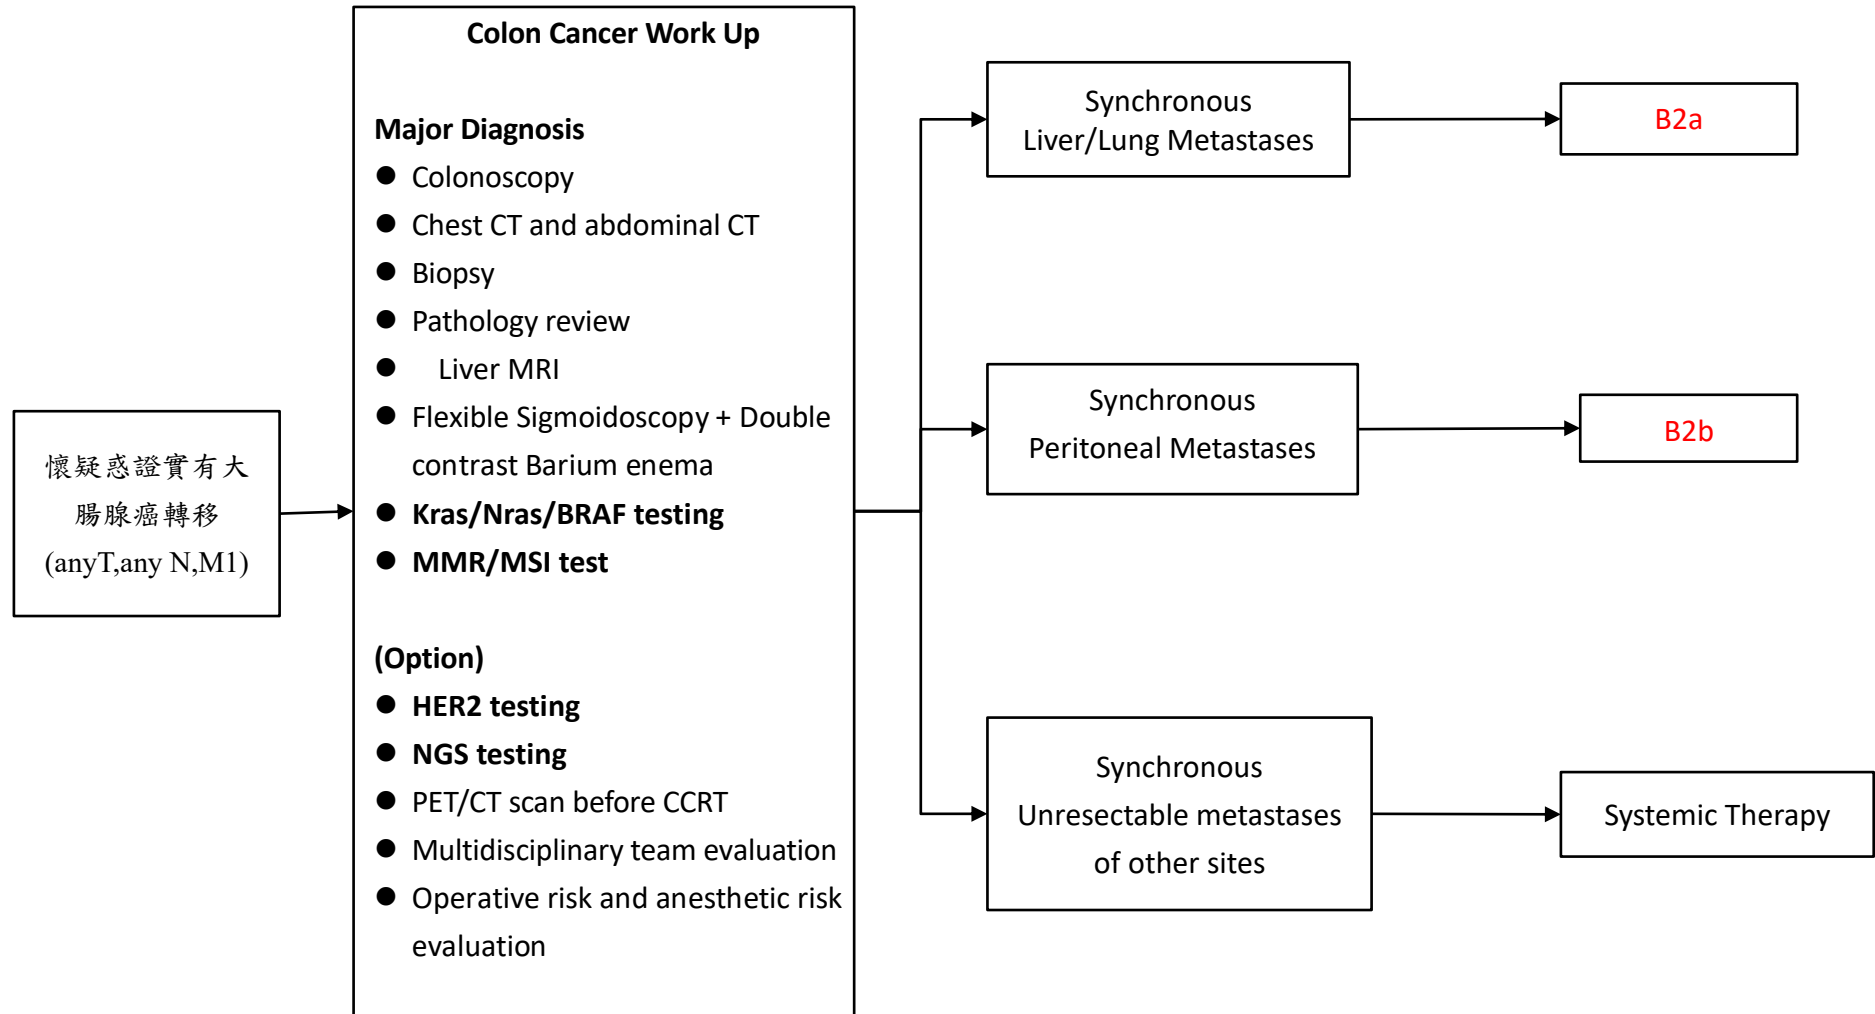 懷疑惑證實有大
腸腺癌轉移
(anyT,any N,M1)
Colon Cancer Work Up
Major Diagnosis
● Colonoscopy
● Chest CT and abdominal CT
● Biopsy
● Pathology review
● Liver MRI
● Flexible Sigmoidoscopy + Double
contrast Barium enema
● Kras/Nras/BRAF testing
● MMR/MSI test
(Option)
● HER2 testing
● NGS testing
● PET/CT scan before CCRT
● Multidisciplinary team evaluation
● Operative risk and anesthetic risk
evaluation
Synchronous
Liver/Lung Metastases
B2a
Synchronous
Peritoneal Metastases
B2b
Synchronous
Unresectable metastases
of other sites
Systemic Therapy